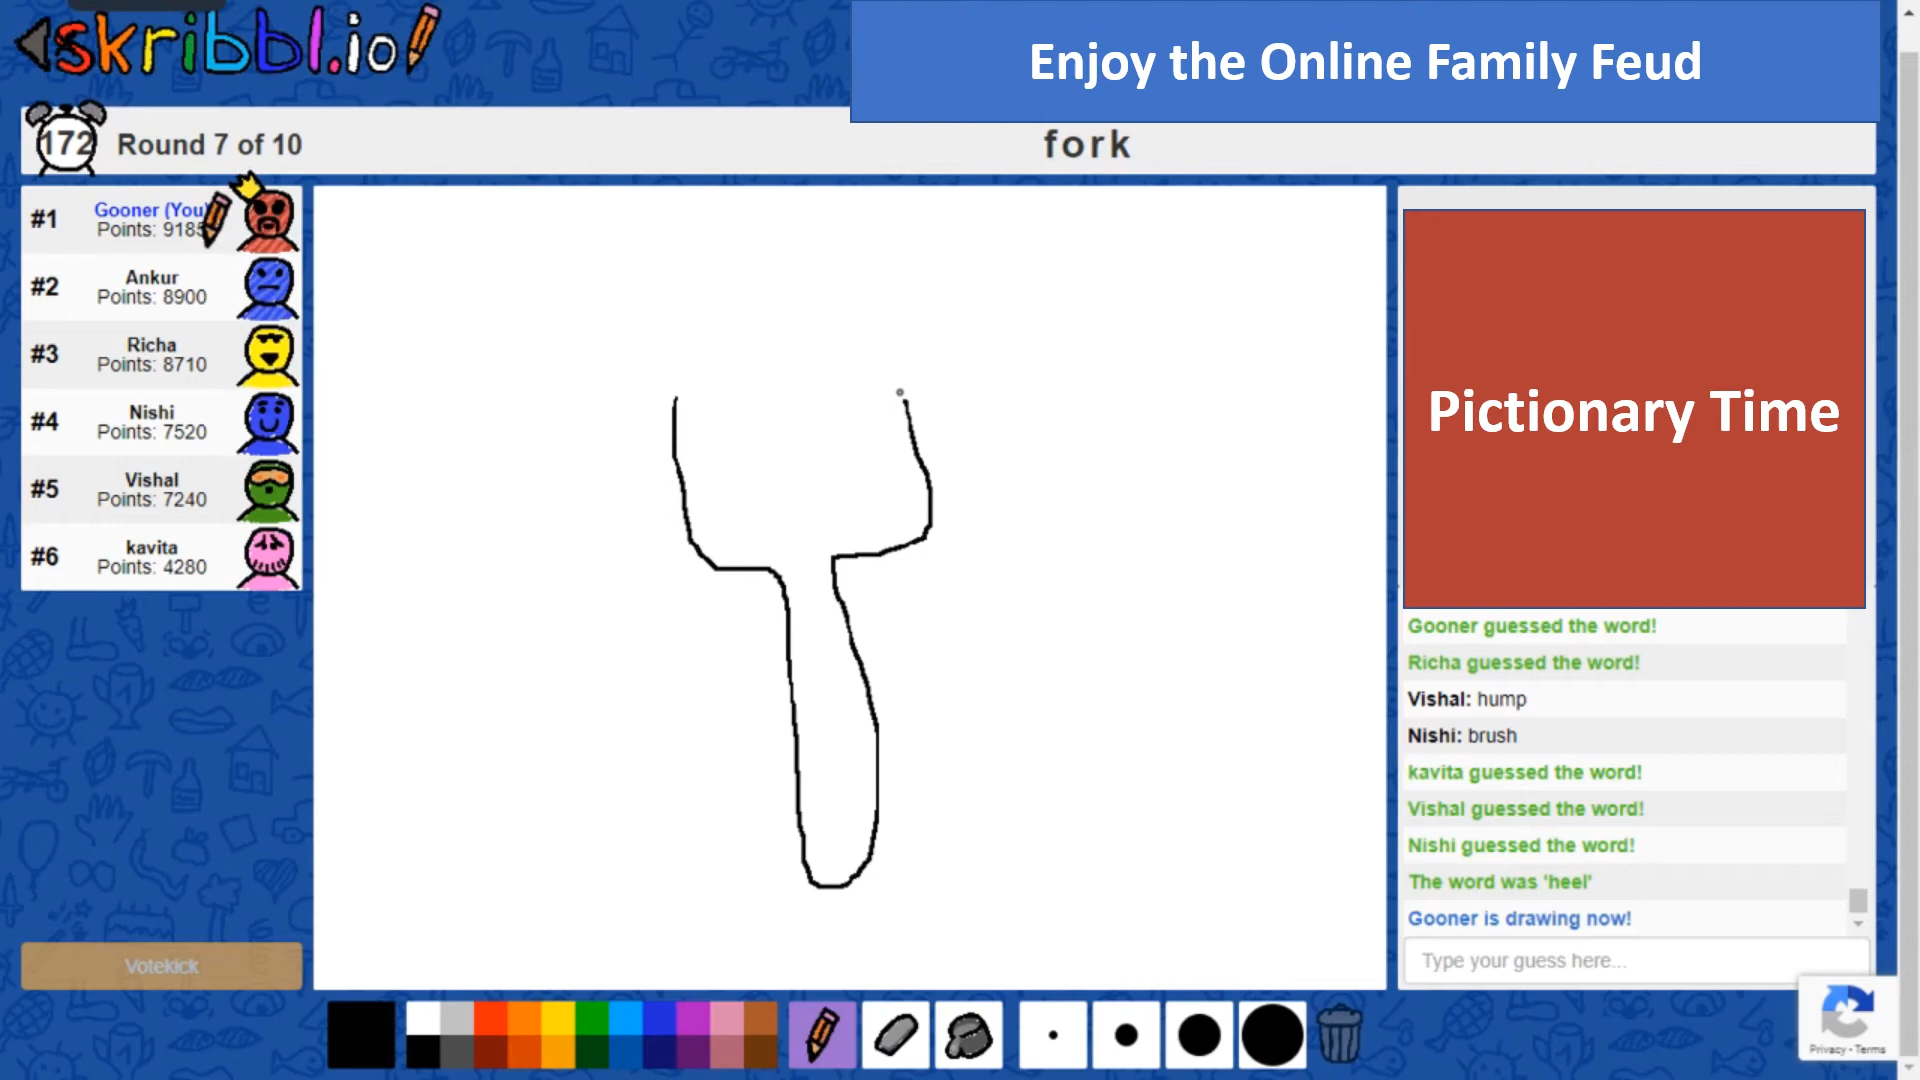 skribbl.io
Enjoy the Online Family Feud
172
Round 7 of 10
fork
#1
Gooner (You)
Points: 9185
#2
Ankur
Points: 8900
#3
Richa
Points: 8710
#4
Nishi
Points: 7520
#5
Vishal
Points: 7240
#6
kavita
Points: 4280
Votekick
Pictionary Time
Gooner guessed the word!
Richa guessed the word!
Vishal: hump
Nishi: brush
kavita guessed the word!
Vishal guessed the word!
Nishi guessed the word!
The word was 'heel'
Gooner is drawing now!
Type your guess here...
Privacy - Terms